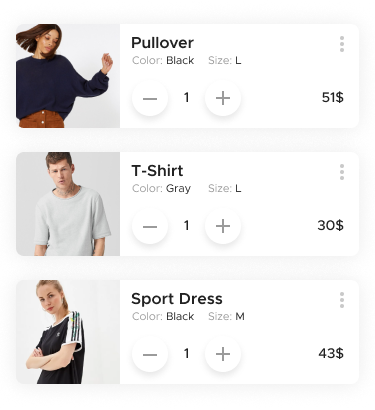 Pullover
Color: Black Size: L
1 51$
T-Shirt
Color: Gray Size: L
1 30$
Sport Dress
Color: Black Size: M
1 43$